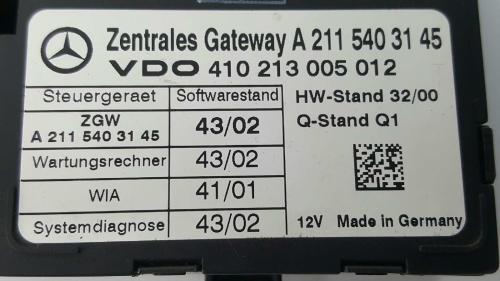 Zentrales Gateway A 211 540 31 45
VDO 410 213 005 012
Steuergeraet Softwarestand
ZGW
A 211 540 31 45 43/02
Wartungsrechner 43/02
WIA 41/01
Systemdiagnose 43/02
HW-Stand 32/00
Q-Stand Q1
12V Made in Germany